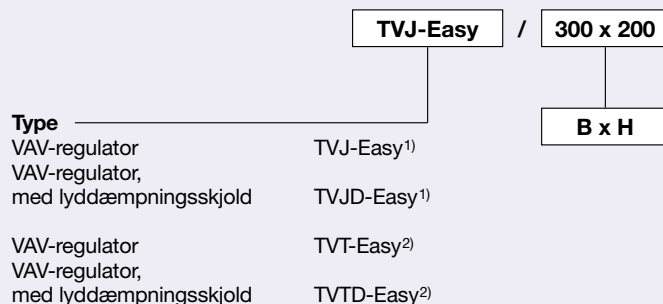 TVJ-Easy / 300 x 200
Type
B x H
VAV-regulator TVJ-Easy1)
VAV-regulator,
med lyddæmpningsskjold TVJD-Easy1)
VAV-regulator TVT-Easy2)
VAV-regulator,
med lyddæmpningsskjold TVTD-Easy2)